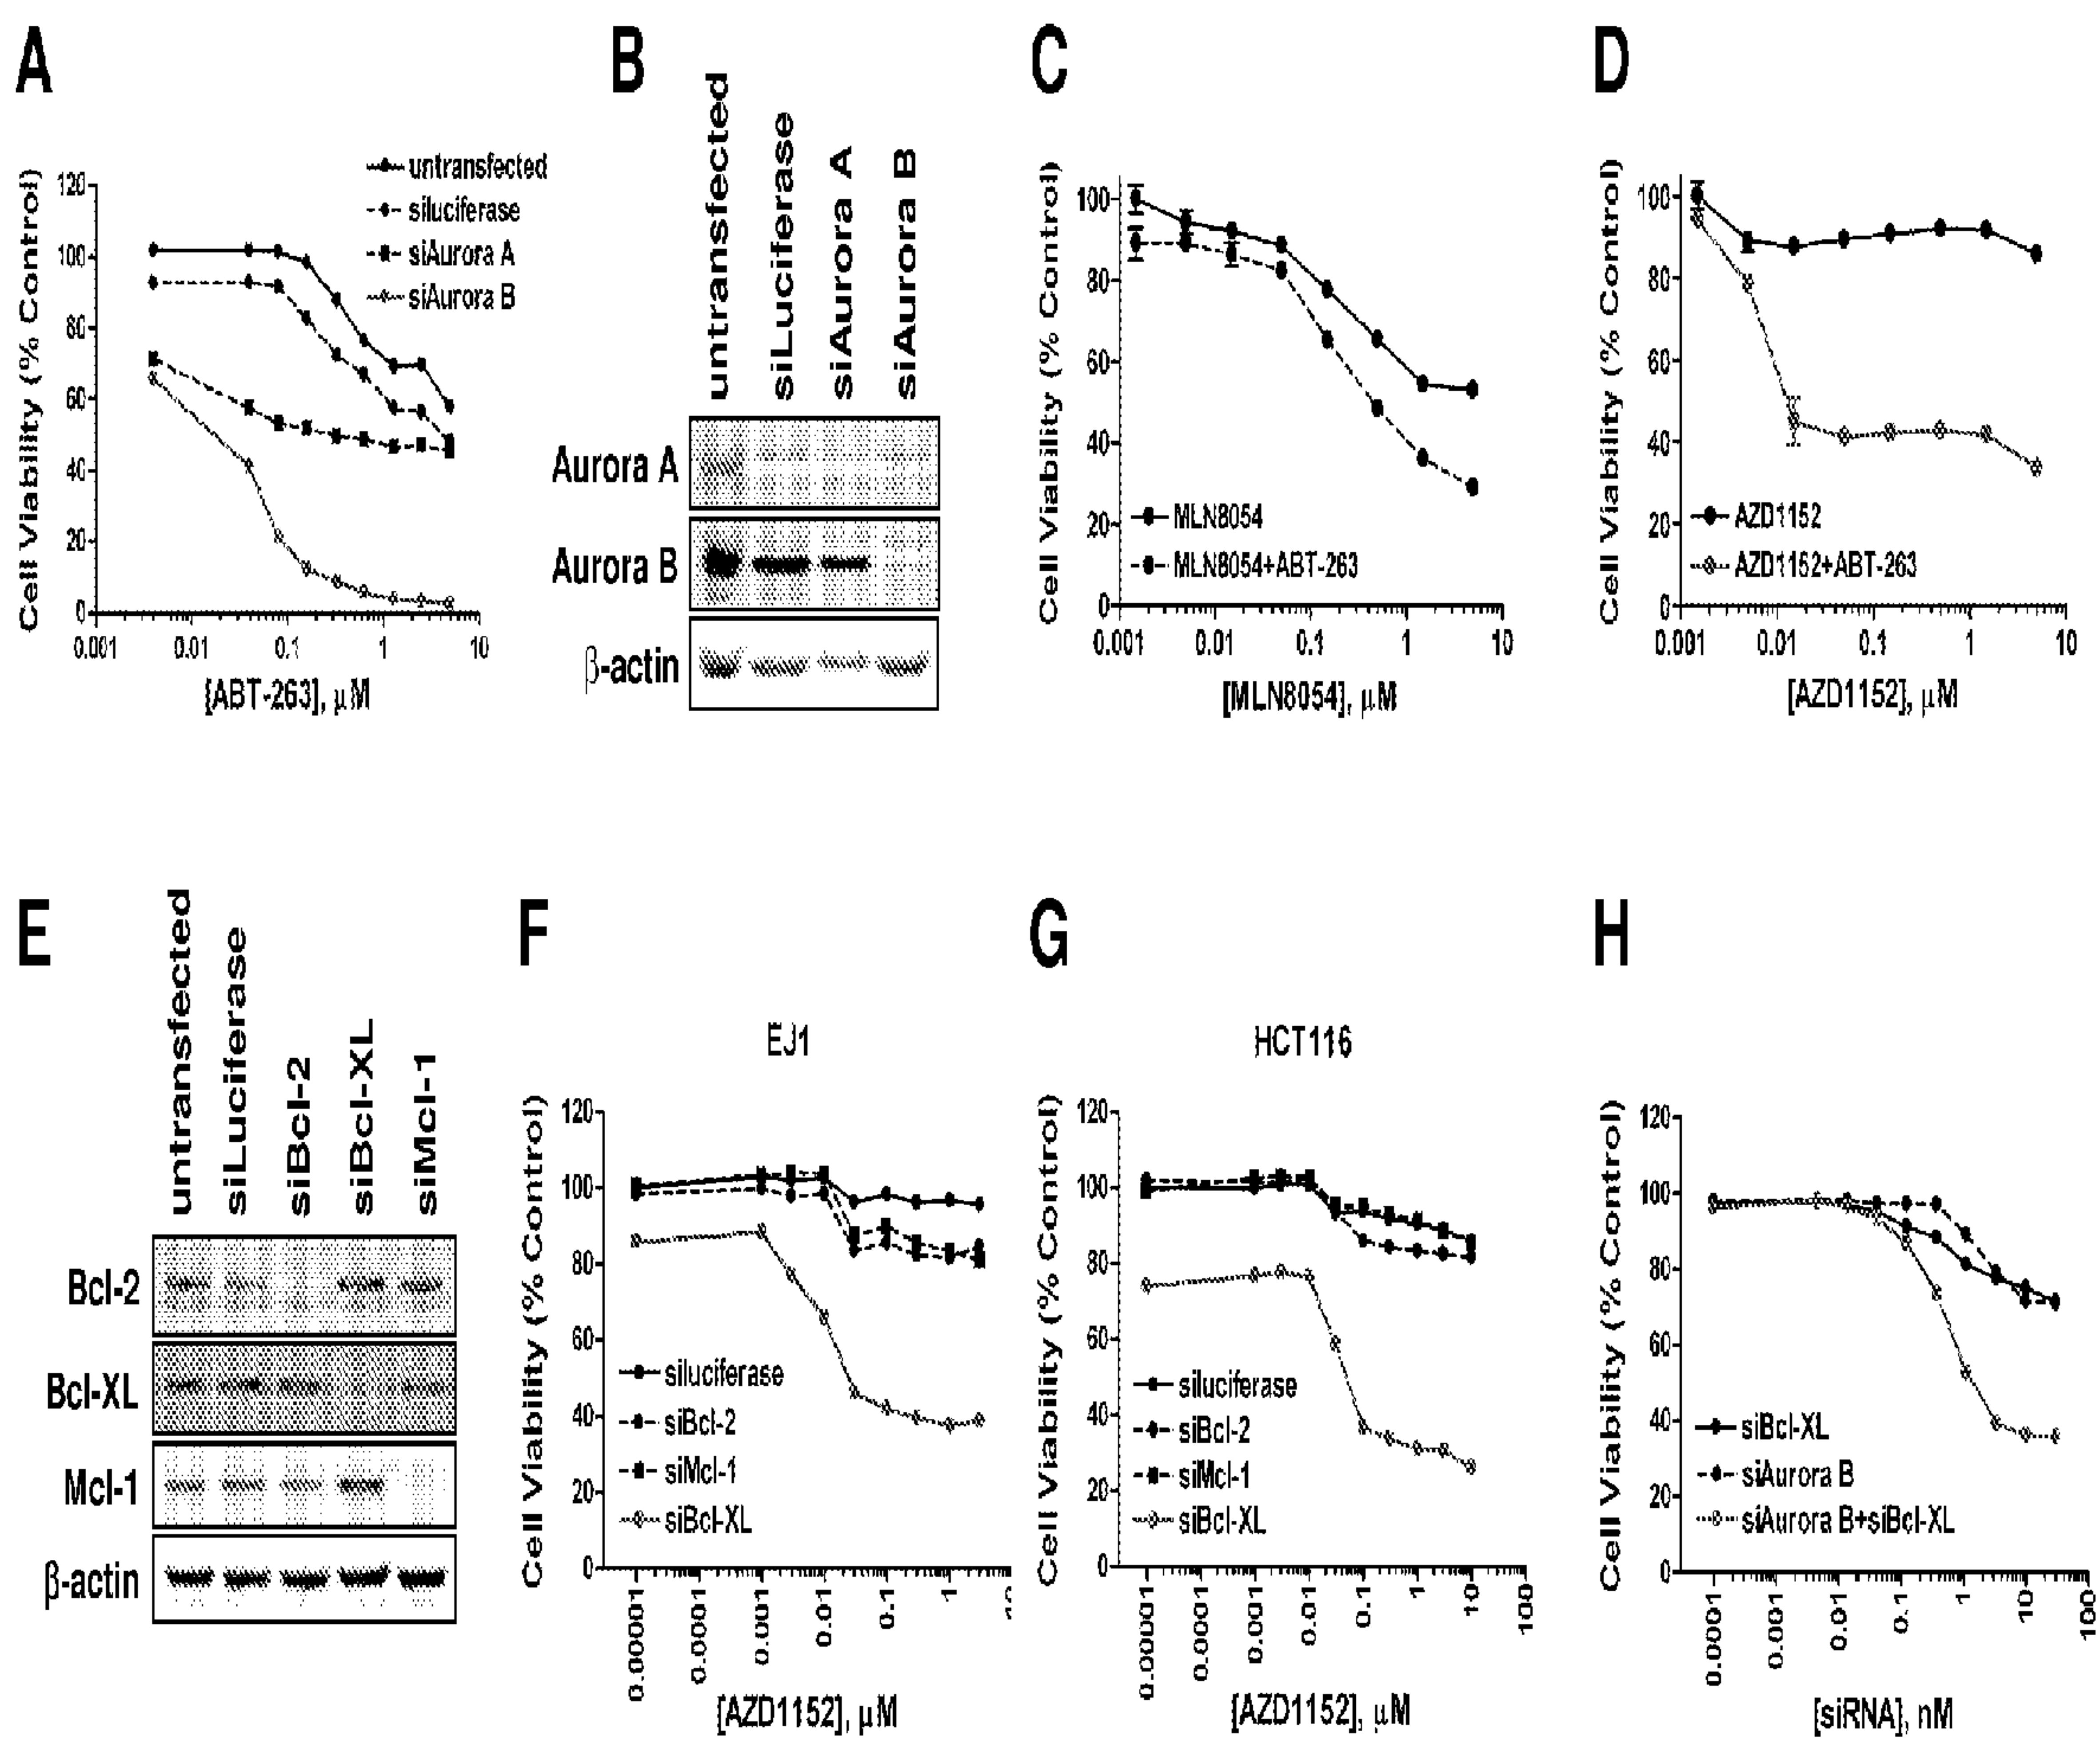 A
untransfected
siluciferase
siAurora A
siAurora B
Cell Viability (% Control)
120
100
80
60
40
20
0
0.001 0.01 0.1 1 10
[ABT-263], µM
B
untransfected
siLuciferase
siAurora A
siAurora B
Aurora A
Aurora B
β-actin
C
Cell Viability (% Control)
100
80
60
40
20
0
MLN8054
MLN8054+ABT-263
0.001 0.01 0.1 1 10
[MLN8054], µM
D
Cell Viability (% Control)
100
80
60
40
20
0
AZD1152
AZD1152+ABT-263
0.001 0.01 0.1 1 10
[AZD1152], µM
E
untransfected
siLuciferase
siBcl-2
siBcl-XL
siMcl-1
Bcl-2
Bcl-XL
Mcl-1
β-actin
F
EJ1
Cell Viability (% Control)
120
100
80
60
40
20
0
siluciferase
siBcl-2
siMcl-1
siBcl-XL
0.00001 0.0001 0.001 0.01 0.1 1
[AZD1152], µM
G
HCT116
Cell Viability (% Control)
120
100
80
60
40
20
0
siluciferase
siBcl-2
siMcl-1
siBcl-XL
0.00001 0.0001 0.001 0.01 0.1 1 10 100
[AZD1152], µM
H
Cell Viability (% Control)
120
100
80
60
40
20
0
siBcl-XL
siAurora B
siAurora B+siBcl-XL
0.0001 0.001 0.01 0.1 1 10 100
[siRNA], nM